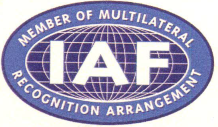 MEMBER OF MULTILATERAL
IAF
RECOGNITION ARRANGEMENT